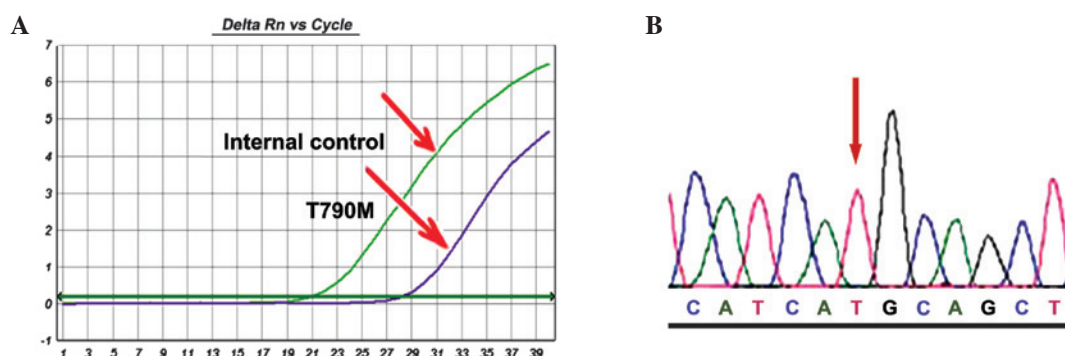 A
Delta Rn vs Cycle
7
6
5
4
3
2
1
0
-1
Internal control
T790M
1 3 5 7 9 11 13 15 17 19 21 23 25 27 29 31 33 35 37 39
B
C A T C A T G C A G C T